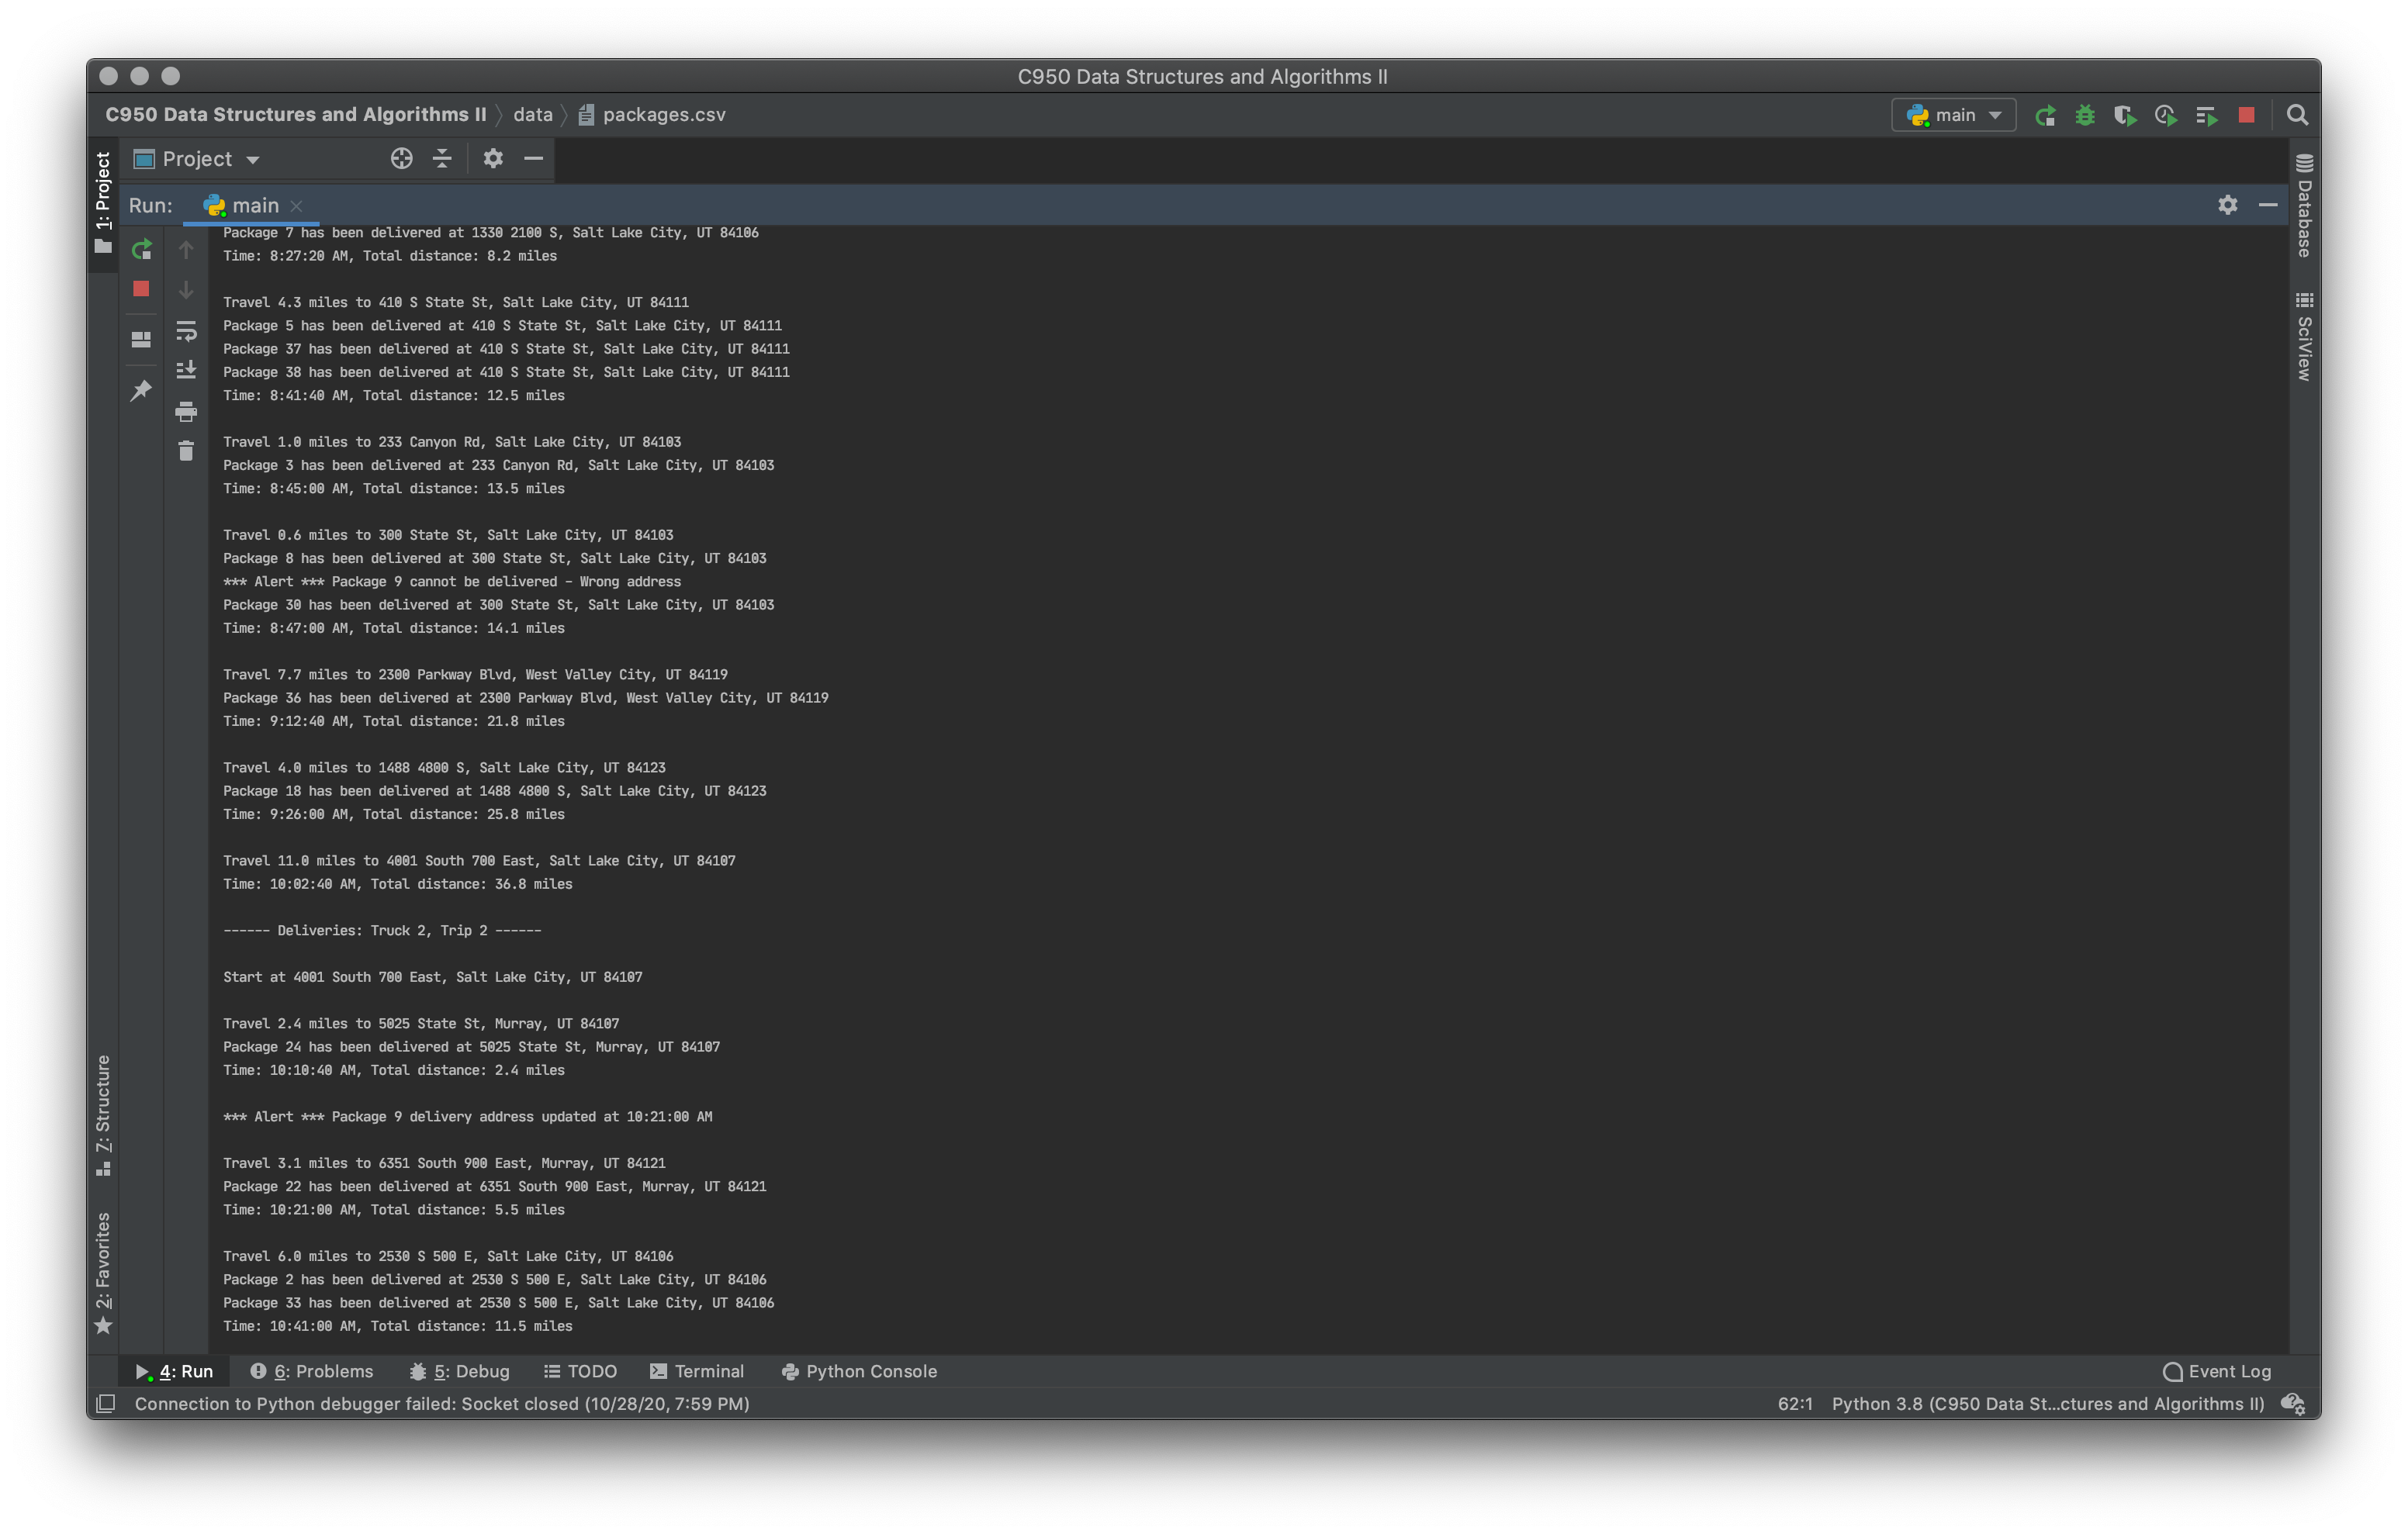 C950 Data Structures and Algorithms II
C950 Data Structures and Algorithms II data packages.csv main
1: Project
Project
Database
Run: main
SciView
Package 7 has been delivered at 1330 2100 S, Salt Lake City, UT 84106
Time: 8:27:20 AM, Total distance: 8.2 miles
Travel 4.3 miles to 410 S State St, Salt Lake City, UT 84111
Package 5 has been delivered at 410 S State St, Salt Lake City, UT 84111
Package 37 has been delivered at 410 S State St, Salt Lake City, UT 84111
Package 38 has been delivered at 410 S State St, Salt Lake City, UT 84111
Time: 8:41:40 AM, Total distance: 12.5 miles
Travel 1.0 miles to 233 Canyon Rd, Salt Lake City, UT 84103
Package 3 has been delivered at 233 Canyon Rd, Salt Lake City, UT 84103
Time: 8:45:00 AM, Total distance: 13.5 miles
Travel 0.6 miles to 300 State St, Salt Lake City, UT 84103
Package 8 has been delivered at 300 State St, Salt Lake City, UT 84103
*** Alert *** Package 9 cannot be delivered - Wrong address
Package 30 has been delivered at 300 State St, Salt Lake City, UT 84103
Time: 8:47:00 AM, Total distance: 14.1 miles
Travel 7.7 miles to 2300 Parkway Blvd, West Valley City, UT 84119
Package 36 has been delivered at 2300 Parkway Blvd, West Valley City, UT 84119
Time: 9:12:40 AM, Total distance: 21.8 miles
Travel 4.0 miles to 1488 4800 S, Salt Lake City, UT 84123
Package 18 has been delivered at 1488 4800 S, Salt Lake City, UT 84123
Time: 9:26:00 AM, Total distance: 25.8 miles
Travel 11.0 miles to 4001 South 700 East, Salt Lake City, UT 84107
Time: 10:02:40 AM, Total distance: 36.8 miles
------ Deliveries: Truck 2, Trip 2 ------
Start at 4001 South 700 East, Salt Lake City, UT 84107
Travel 2.4 miles to 5025 State St, Murray, UT 84107
Package 24 has been delivered at 5025 State St, Murray, UT 84107
Time: 10:10:40 AM, Total distance: 2.4 miles
*** Alert *** Package 9 delivery address updated at 10:21:00 AM
Travel 3.1 miles to 6351 South 900 East, Murray, UT 84121
Package 22 has been delivered at 6351 South 900 East, Murray, UT 84121
Time: 10:21:00 AM, Total distance: 5.5 miles
Travel 6.0 miles to 2530 S 500 E, Salt Lake City, UT 84106
Package 2 has been delivered at 2530 S 500 E, Salt Lake City, UT 84106
Package 33 has been delivered at 2530 S 500 E, Salt Lake City, UT 84106
Time: 10:41:00 AM, Total distance: 11.5 miles
7: Structure
2: Favorites
4: Run 6: Problems 5: Debug TODO Terminal Python Console Event Log
Connection to Python debugger failed: Socket closed (10/28/20, 7:59 PM) 62:1 Python 3.8 (C950 Data St...ctures and Algorithms II)